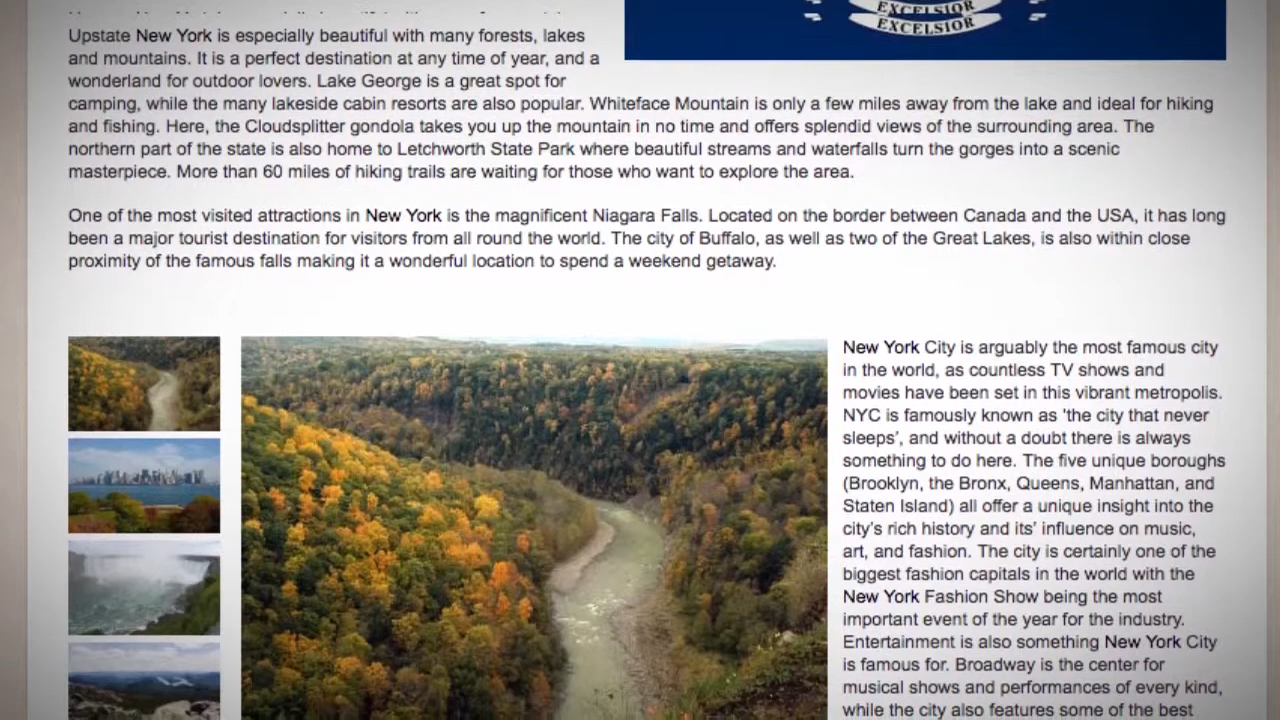 EXCELSIOR
EXCELSIOR
Upstate New York is especially beautiful with many forests, lakes
and mountains. It is a perfect destination at any time of year, and a
wonderland for outdoor lovers. Lake George is a great spot for
camping, while the many lakeside cabin resorts are also popular. Whiteface Mountain is only a few miles away from the lake and ideal for hiking
and fishing. Here, the Cloudsplitter gondola takes you up the mountain in no time and offers splendid views of the surrounding area. The
northern part of the state is also home to Letchworth State Park where beautiful streams and waterfalls turn the gorges into a scenic
masterpiece. More than 60 miles of hiking trails are waiting for those who want to explore the area.
One of the most visited attractions in New York is the magnificent Niagara Falls. Located on the border between Canada and the USA, it has long
been a major tourist destination for visitors from all round the world. The city of Buffalo, as well as two of the Great Lakes, is also within close
proximity of the famous falls making it a wonderful location to spend a weekend getaway.
New York City is arguably the most famous city
in the world, as countless TV shows and
movies have been set in this vibrant metropolis.
NYC is famously known as 'the city that never
sleeps', and without a doubt there is always
something to do here. The five unique boroughs
(Brooklyn, the Bronx, Queens, Manhattan, and
Staten Island) all offer a unique insight into the
city's rich history and its' influence on music,
art, and fashion. The city is certainly one of the
biggest fashion capitals in the world with the
New York Fashion Show being the most
important event of the year for the industry.
Entertainment is also something New York City
is famous for. Broadway is the center for
musical shows and performances of every kind,
while the city also features some of the best